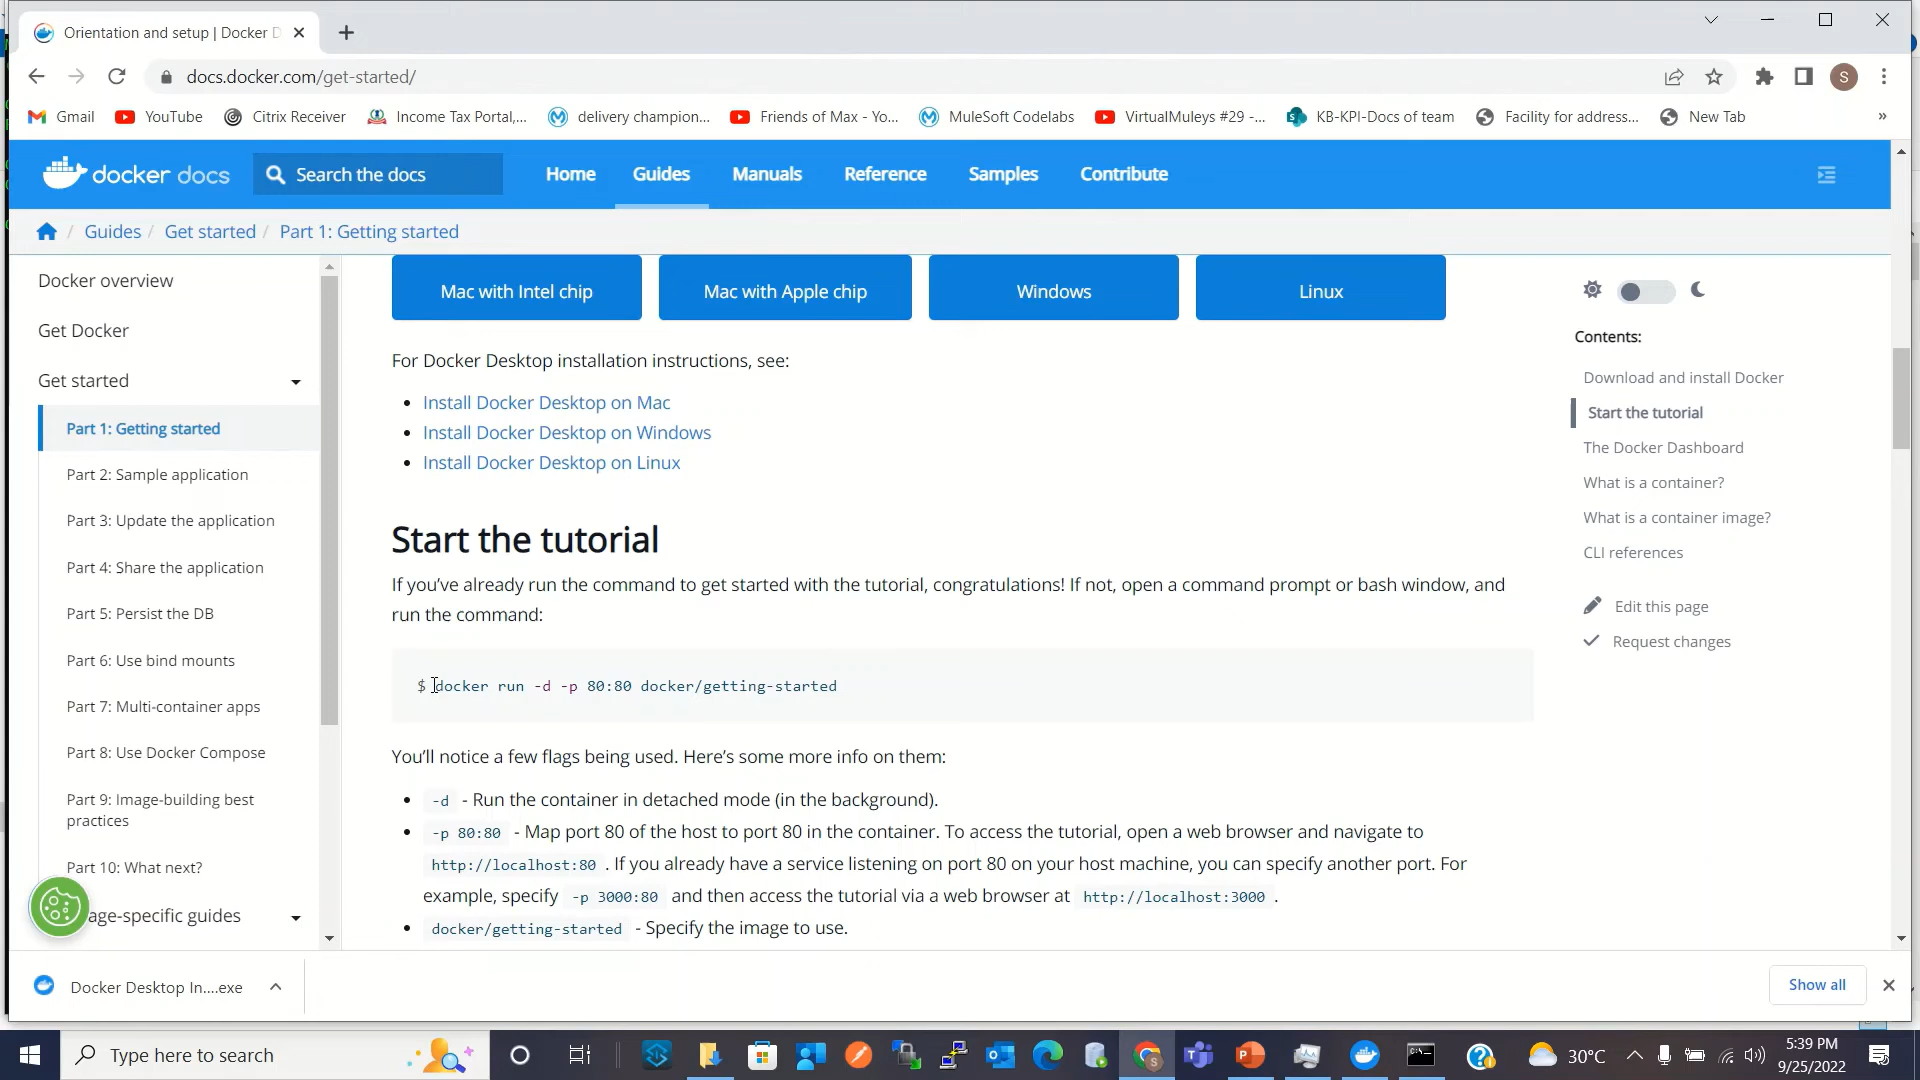 Orientation and setup | Docker D
docs.docker.com/get-started/
S
Gmail
YouTube
Citrix Receiver
Income Tax Portal,...
delivery champion...
Friends of Max - Yo...
MuleSoft Codelabs
VirtualMuleys #29 -...
KB-KPI-Docs of team
Facility for address...
New Tab
»
docker docs
Search the docs
Home
Guides
Manuals
Reference
Samples
Contribute
/ Guides / Get started / Part 1: Getting started
Docker overview
Get Docker
Get started
Part 1: Getting started
Part 2: Sample application
Part 3: Update the application
Part 4: Share the application
Part 5: Persist the DB
Part 6: Use bind mounts
Part 7: Multi-container apps
Part 8: Use Docker Compose
Part 9: Image-building best
practices
Part 10: What next?
age-specific guides
Mac with Intel chip
Mac with Apple chip
Windows
Linux
For Docker Desktop installation instructions, see:
• Install Docker Desktop on Mac
• Install Docker Desktop on Windows
• Install Docker Desktop on Linux
Start the tutorial
If you’ve already run the command to get started with the tutorial, congratulations! If not, open a command prompt or bash window, and
run the command:
$ docker run -d -p 80:80 docker/getting-started
You’ll notice a few flags being used. Here’s some more info on them:
• -d - Run the container in detached mode (in the background).
• -p 80:80 - Map port 80 of the host to port 80 in the container. To access the tutorial, open a web browser and navigate to
http://localhost:80 . If you already have a service listening on port 80 on your host machine, you can specify another port. For
example, specify -p 3000:80 and then access the tutorial via a web browser at http://localhost:3000 .
• docker/getting-started - Specify the image to use.
Contents:
Download and install Docker
Start the tutorial
The Docker Dashboard
What is a container?
What is a container image?
CLI references
Edit this page
Request changes
Docker Desktop In....exe
Show all
Type here to search
30°C
5:39 PM
9/25/2022